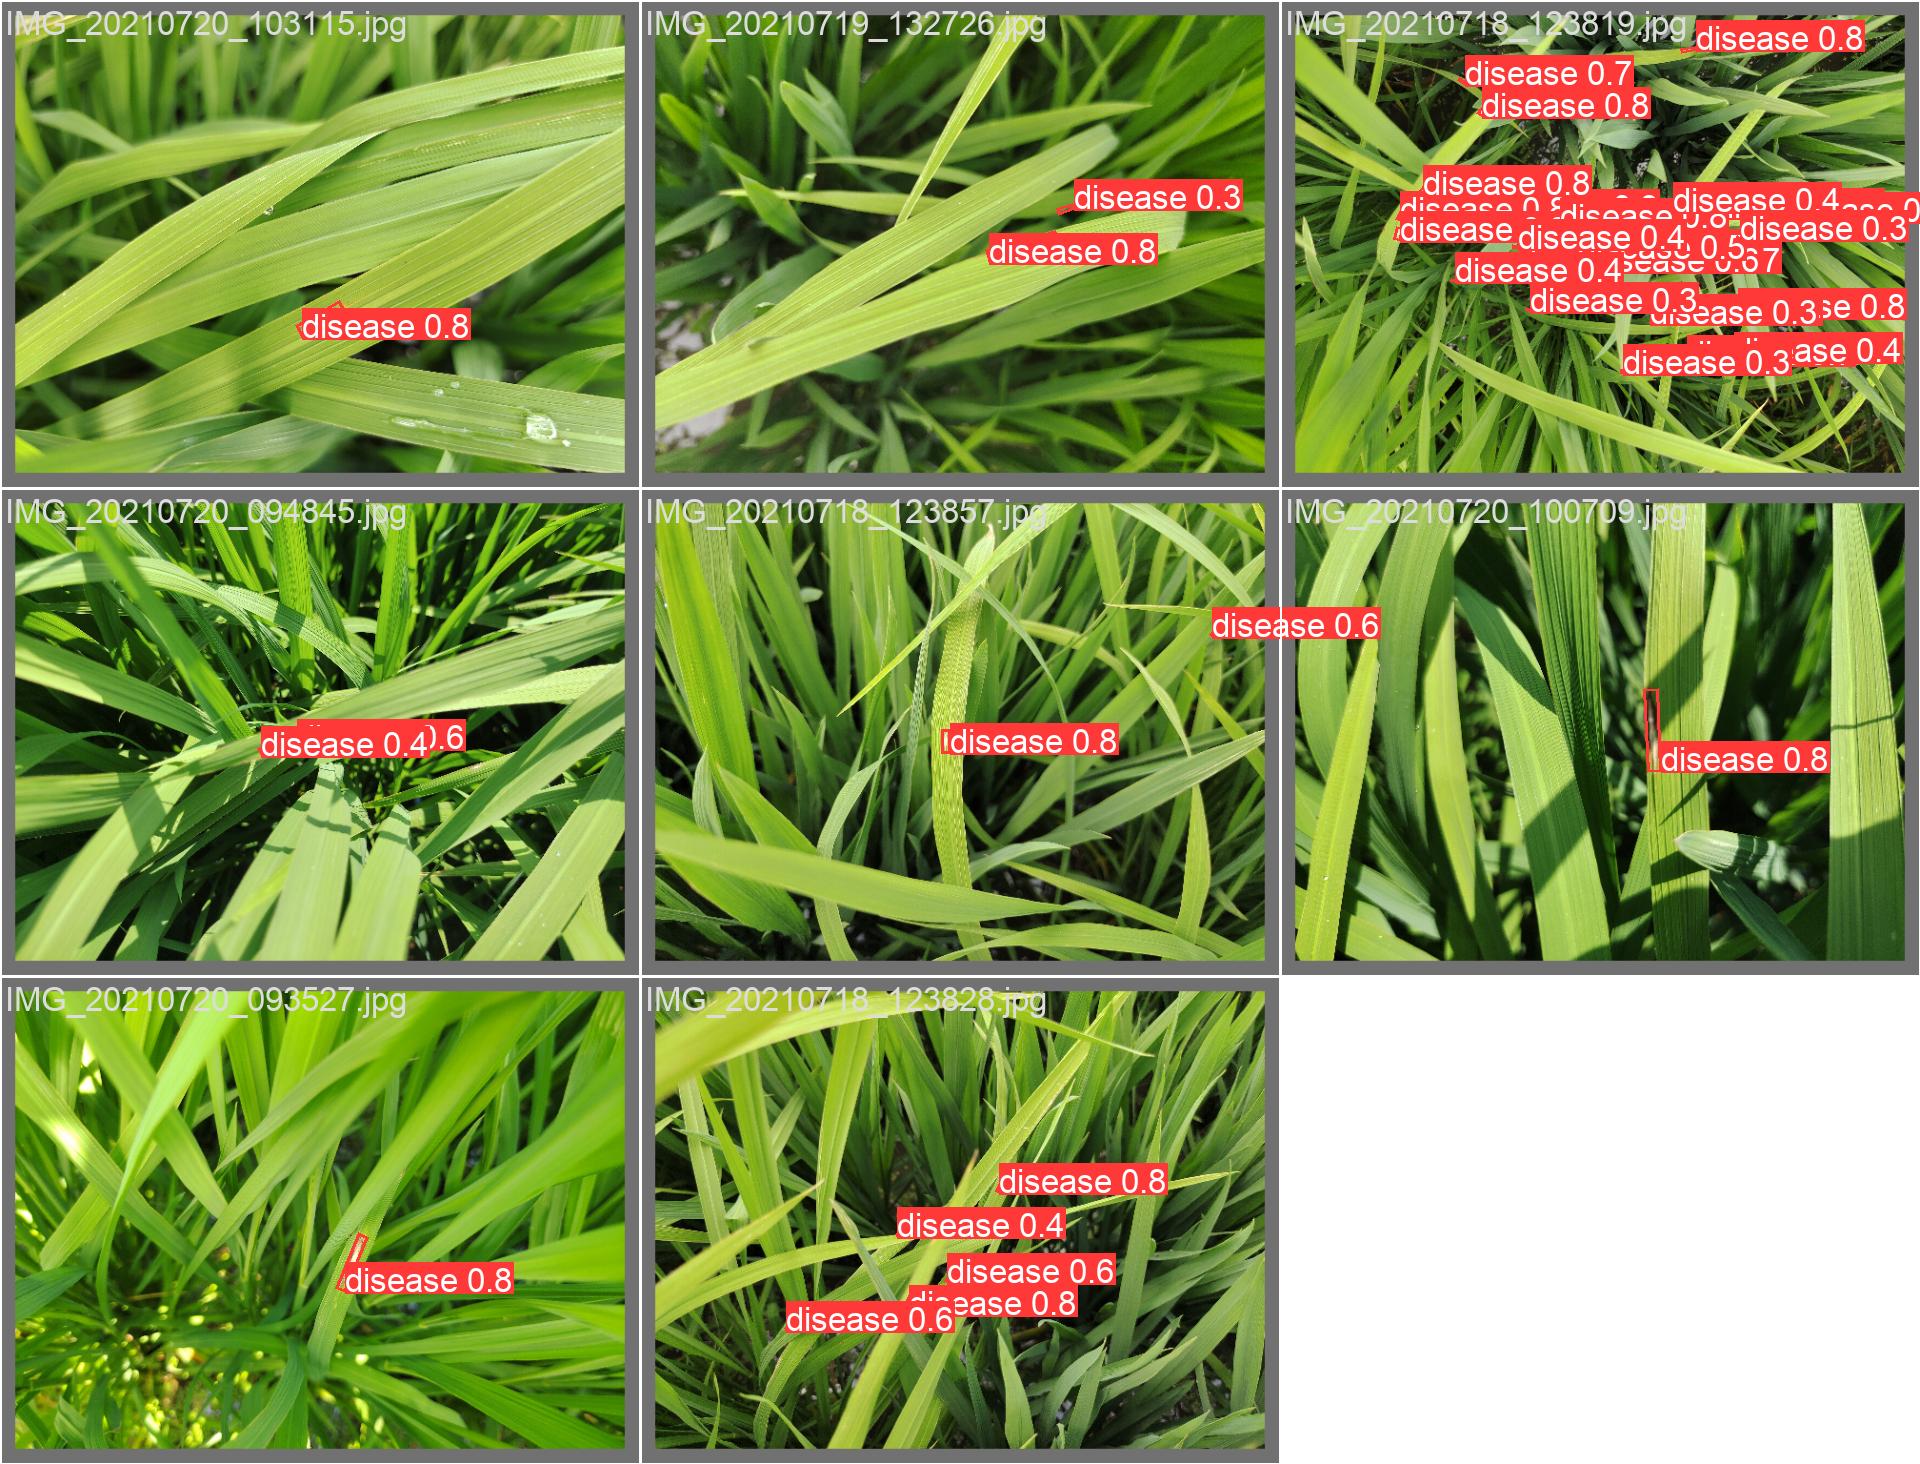 IMG_20210720_103115.jpg
disease 0.8
IMG_20210719_132726.jpg
disease 0.3
disease 0.8
IMG_20210718_123819.jpg
disease 0.8
disease 0.7
disease 0.8
disease 0.8
disease 0.4
disease
disease
disease 0.3
disease 0.4
disease 0.4
disease 0.3
disease 0.3
0.8
disease 0.3
0.4
IMG_20210720_094845.jpg
disease 0.4
IMG_20210718_123857.jpg
disease 0.6
disease 0.8
IMG_20210720_100709.jpg
disease 0.8
IMG_20210720_093527.jpg
disease 0.8
IMG_20210718_123828.jpg
disease 0.8
disease 0.4
disease 0.6
disease 0.8
disease 0.6